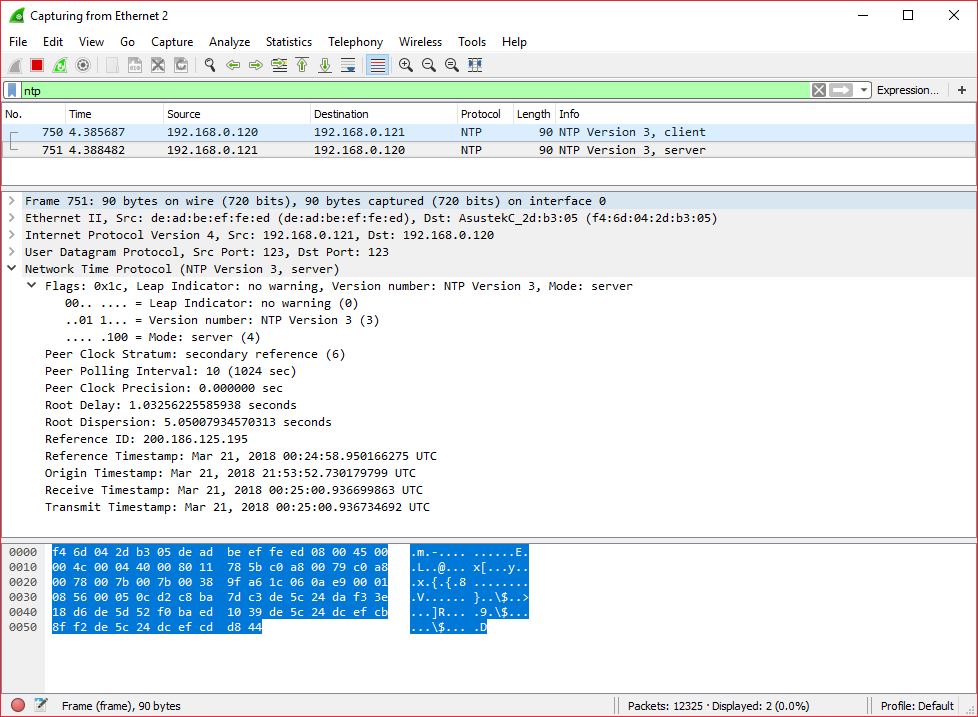 Capturing from Ethernet 2
File Edit View Go Capture Analyze Statistics Telephony Wireless Tools Help
ntp Expression... +
No. Time Source Destination Protocol Length Info
750 4.385687 192.168.0.120 192.168.0.121 NTP 90 NTP Version 3, client
751 4.388482 192.168.0.121 192.168.0.120 NTP 90 NTP Version 3, server
Frame 751: 90 bytes on wire (720 bits), 90 bytes captured (720 bits) on interface 0
Ethernet II, Src: de:ad:be:ef:fe:ed (de:ad:be:ef:fe:ed), Dst: AsustekC_2d:b3:05 (f4:6d:04:2d:b3:05)
Internet Protocol Version 4, Src: 192.168.0.121, Dst: 192.168.0.120
User Datagram Protocol, Src Port: 123, Dst Port: 123
Network Time Protocol (NTP Version 3, server)
Flags: 0x1c, Leap Indicator: no warning, Version number: NTP Version 3, Mode: server
00.. .... = Leap Indicator: no warning (0)
..01 1... = Version number: NTP Version 3 (3)
.... .100 = Mode: server (4)
Peer Clock Stratum: secondary reference (6)
Peer Polling Interval: 10 (1024 sec)
Peer Clock Precision: 0.000000 sec
Root Delay: 1.03256225585938 seconds
Root Dispersion: 5.05007934570313 seconds
Reference ID: 200.186.125.195
Reference Timestamp: Mar 21, 2018 00:24:58.950166275 UTC
Origin Timestamp: Mar 21, 2018 21:53:52.730179799 UTC
Receive Timestamp: Mar 21, 2018 00:25:00.936699863 UTC
Transmit Timestamp: Mar 21, 2018 00:25:00.936734692 UTC
0000 f4 6d 04 2d b3 05 de ad be ef fe ed 08 00 45 00 .m.-.... ......E.
0010 00 4c 00 04 40 00 80 11 78 5b c0 a8 00 79 c0 a8 .L..@... x[...y..
0020 00 78 00 7b 00 7b 00 38 9f a6 1c 06 0a e9 00 01 .x.{.{.8 ........
0030 08 56 00 05 0c d2 c8 ba 7d c3 de 5c 24 da f3 3e .V...... }..\$..>
0040 18 d6 de 5d 52 f0 ba ed 10 39 de 5c 24 dc ef cb ...]R... .9.\$...
0050 8f f2 de 5c 24 dc ef cd d8 44 ...\$... .D
Frame (frame), 90 bytes Packets: 12325 · Displayed: 2 (0.0%) Profile: Default